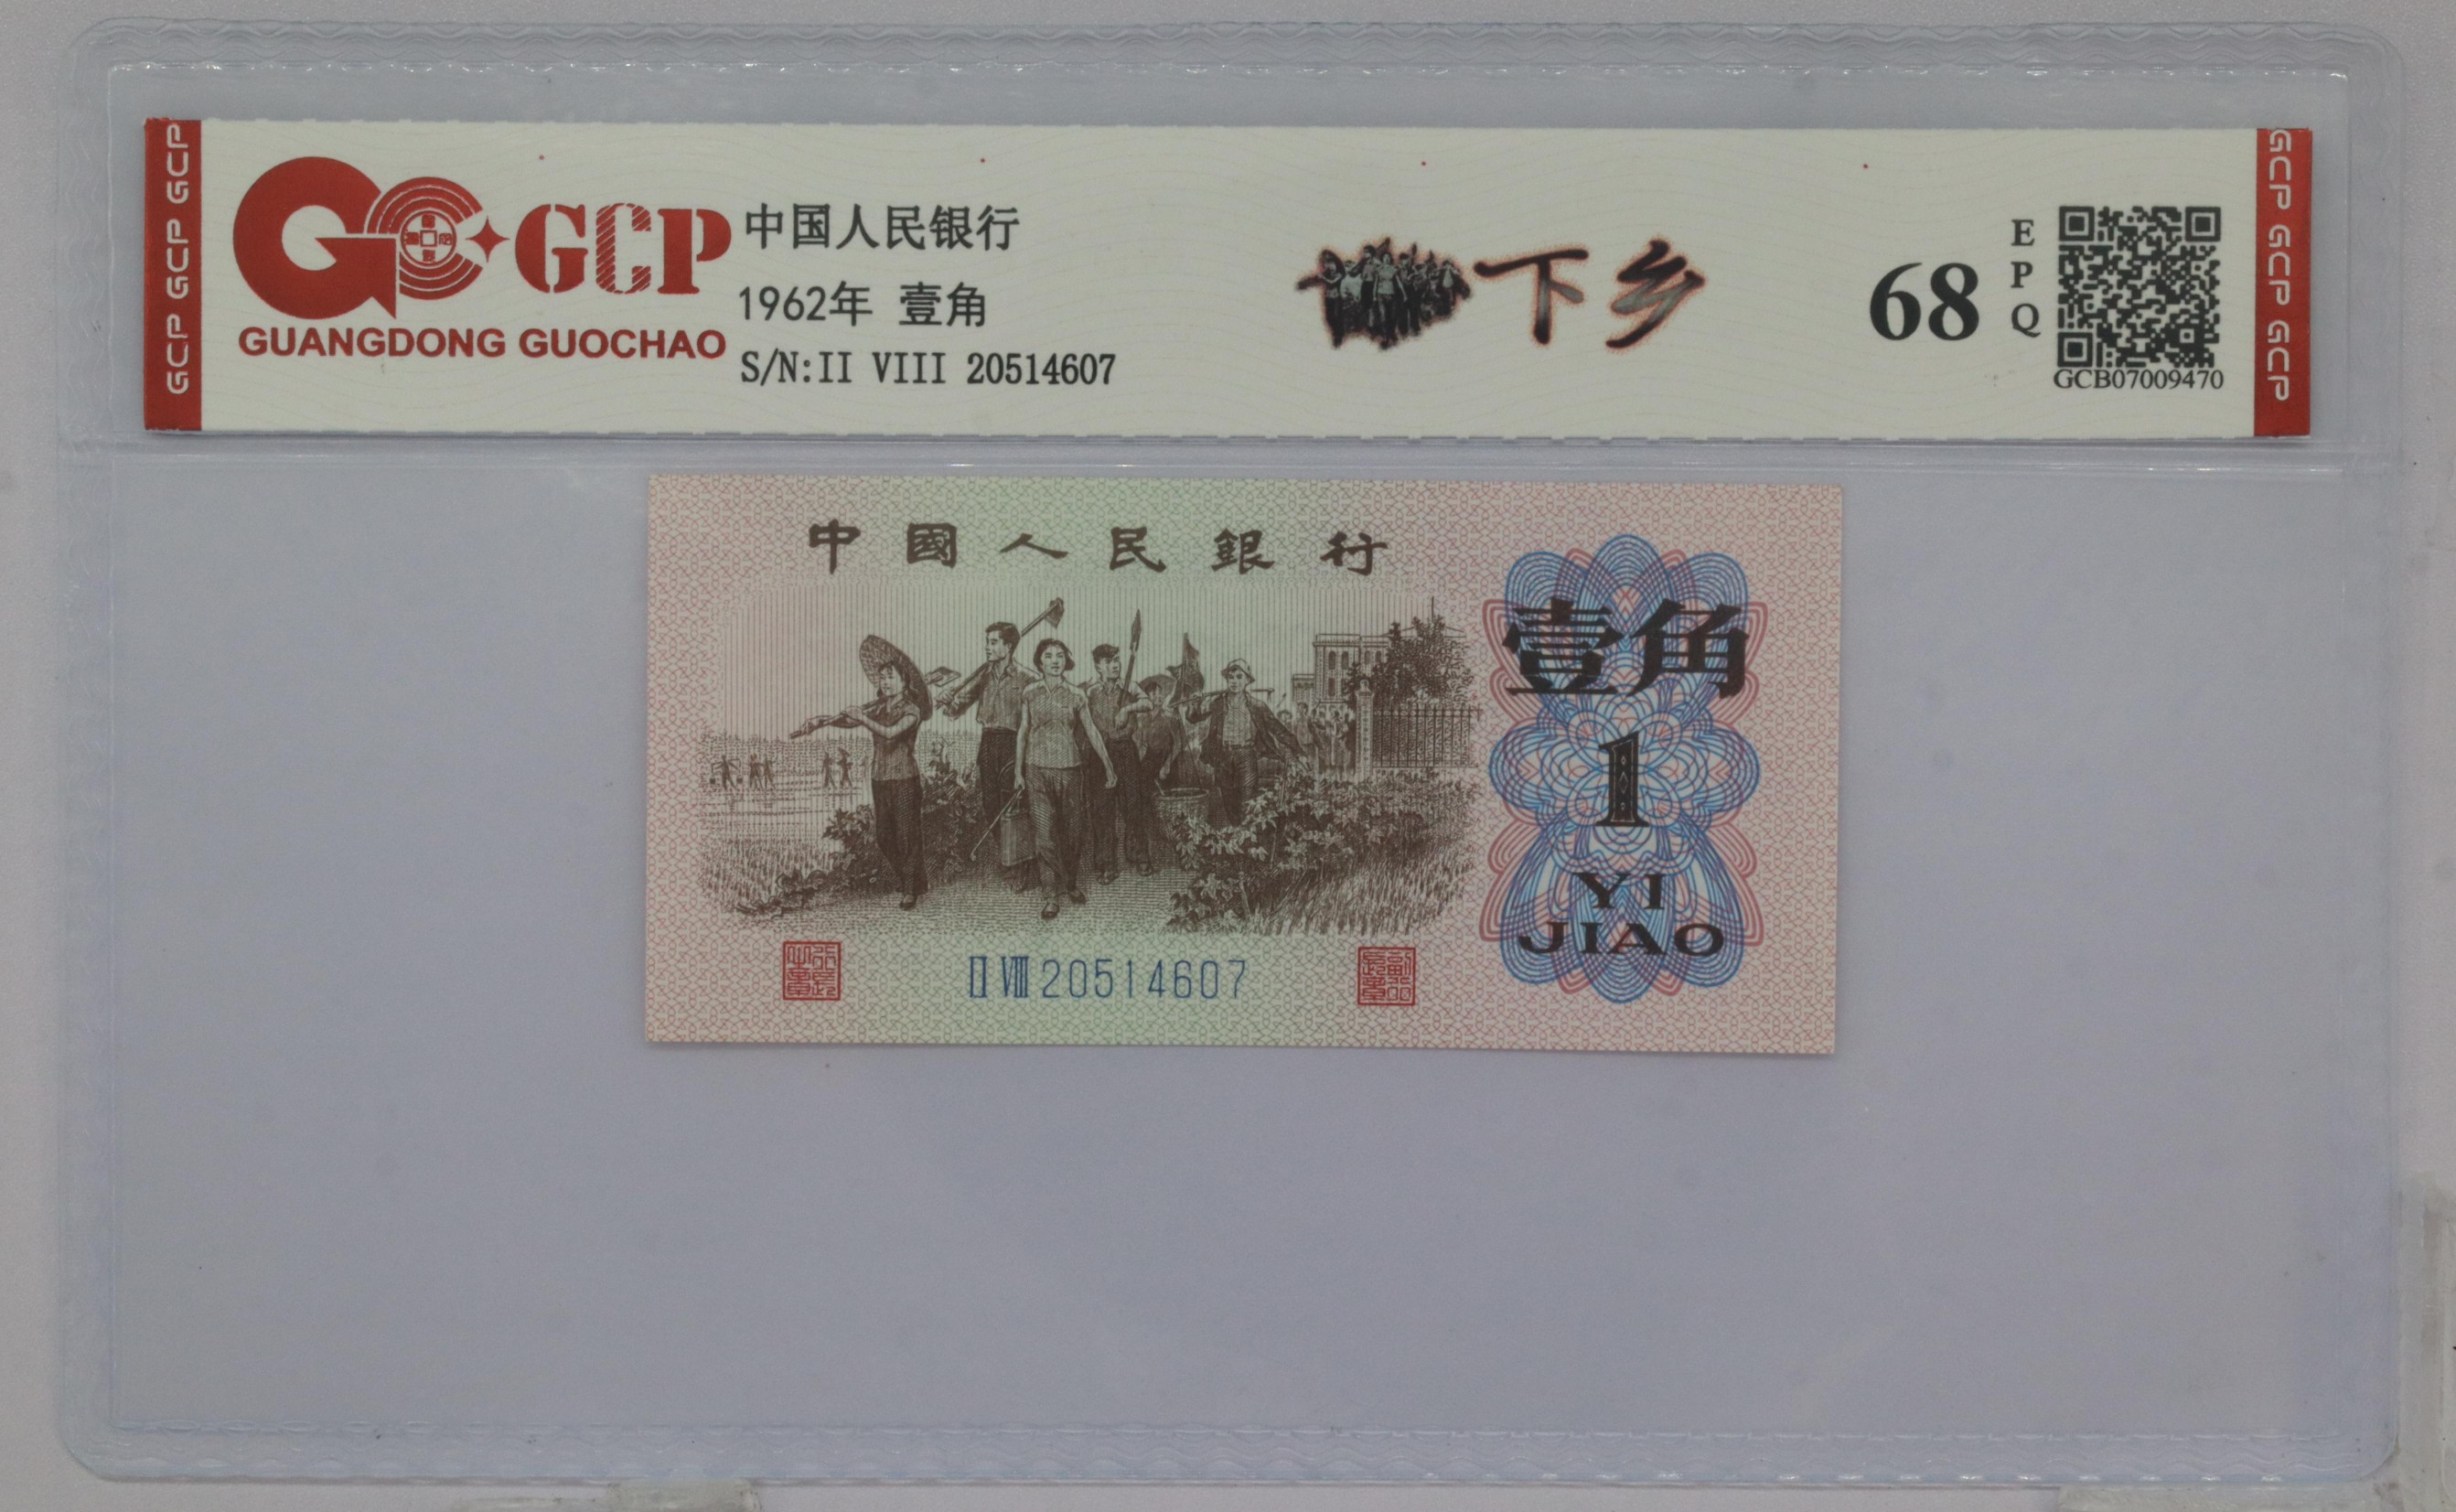 GCP GCP GCP
GCP
GUANGDONG GUOCHAO
中国人民银行
1962年 壹角
S/N:II VIII 20514607
下乡
68
EPQ
GCB07009470
GCP GCP GCP
中國人民銀行
壹角
1
YI
JIAO
II VIII 20514607